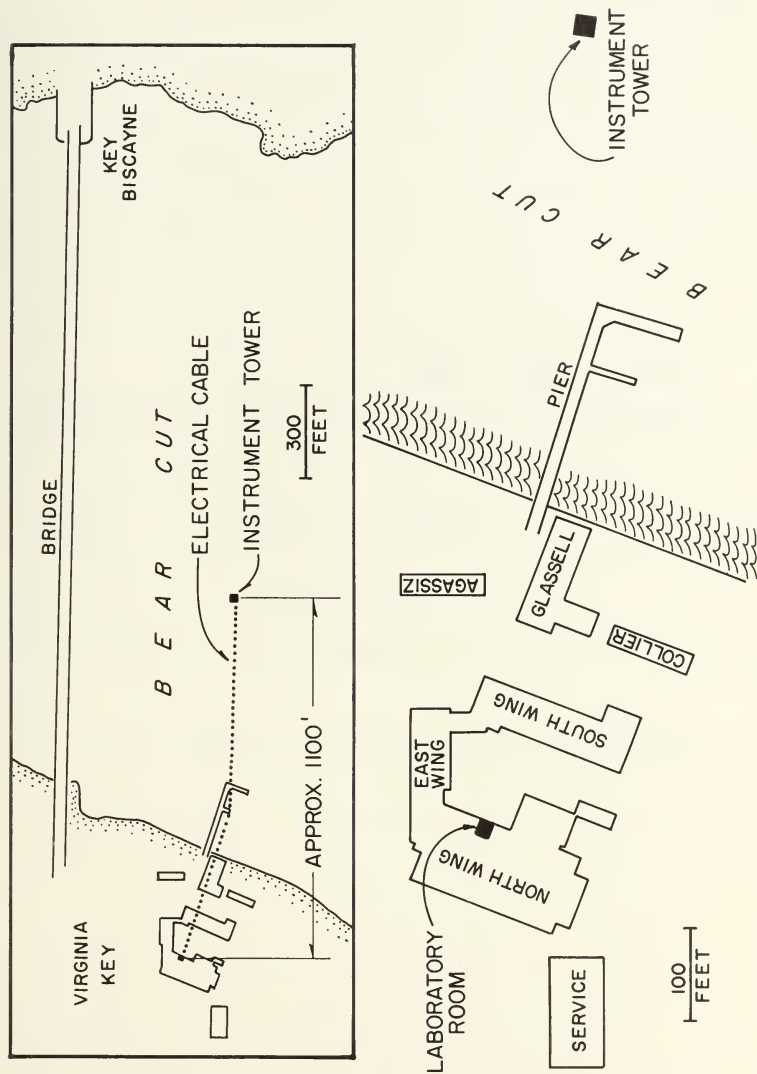 VIRGINIA
KEY
BRIDGE
KEY
BISCAYNE
BEAR CUT
ELECTRICAL CABLE
INSTRUMENT TOWER
300
FEET
APPROX. 1100'
LABORATORY
ROOM
EAST
WING
NORTH WING
SOUTH WING
AGASSIZ
GLASSELL
COLLIER
PIER
BEAR CUT
INSTRUMENT
TOWER
SERVICE
100
FEET